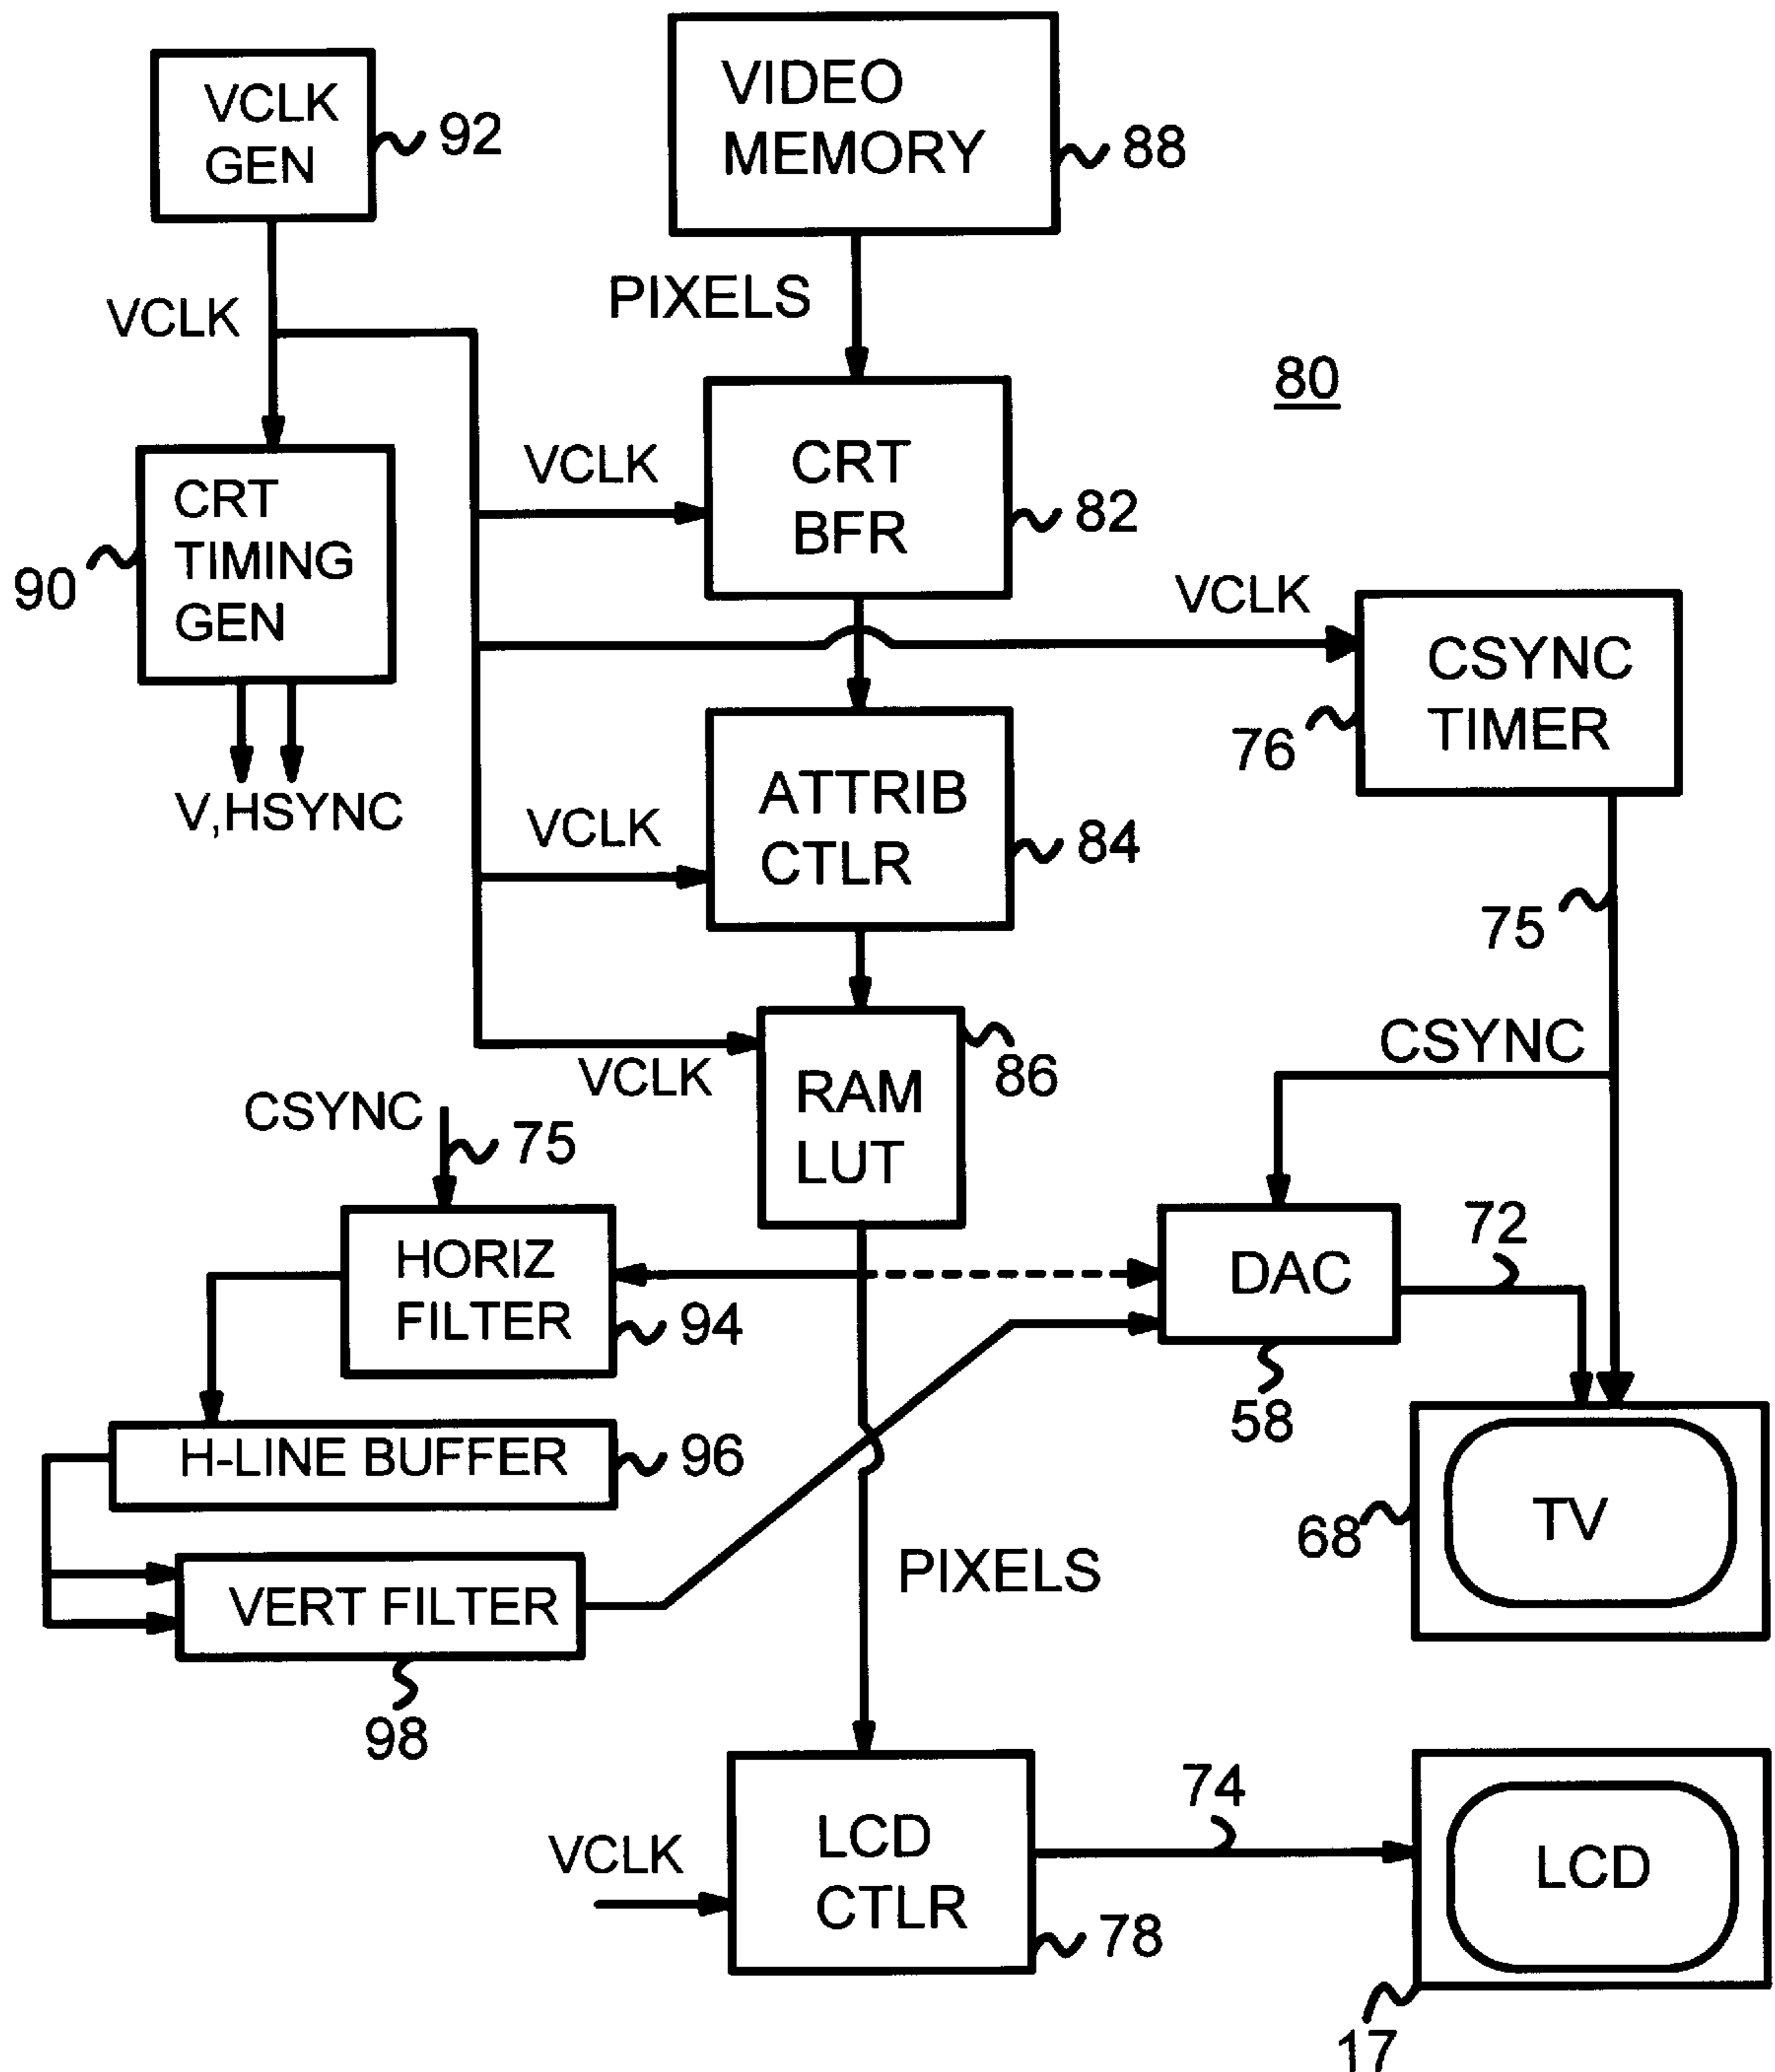 VCLK
GEN
92
VIDEO
MEMORY
88
VCLK
PIXELS
80
CRT
TIMING
GEN
90
VCLK
CRT
BFR
82
VCLK
CSYNC
TIMER
76
V,HSYNC
VCLK
ATTRIB
CTLR
84
75
CSYNC
VCLK
RAM
LUT
86
CSYNC
75
HORIZ
FILTER
94
DAC
58
72
H-LINE BUFFER
96
TV
68
VERT FILTER
98
PIXELS
VCLK
LCD
CTLR
78
74
LCD
17